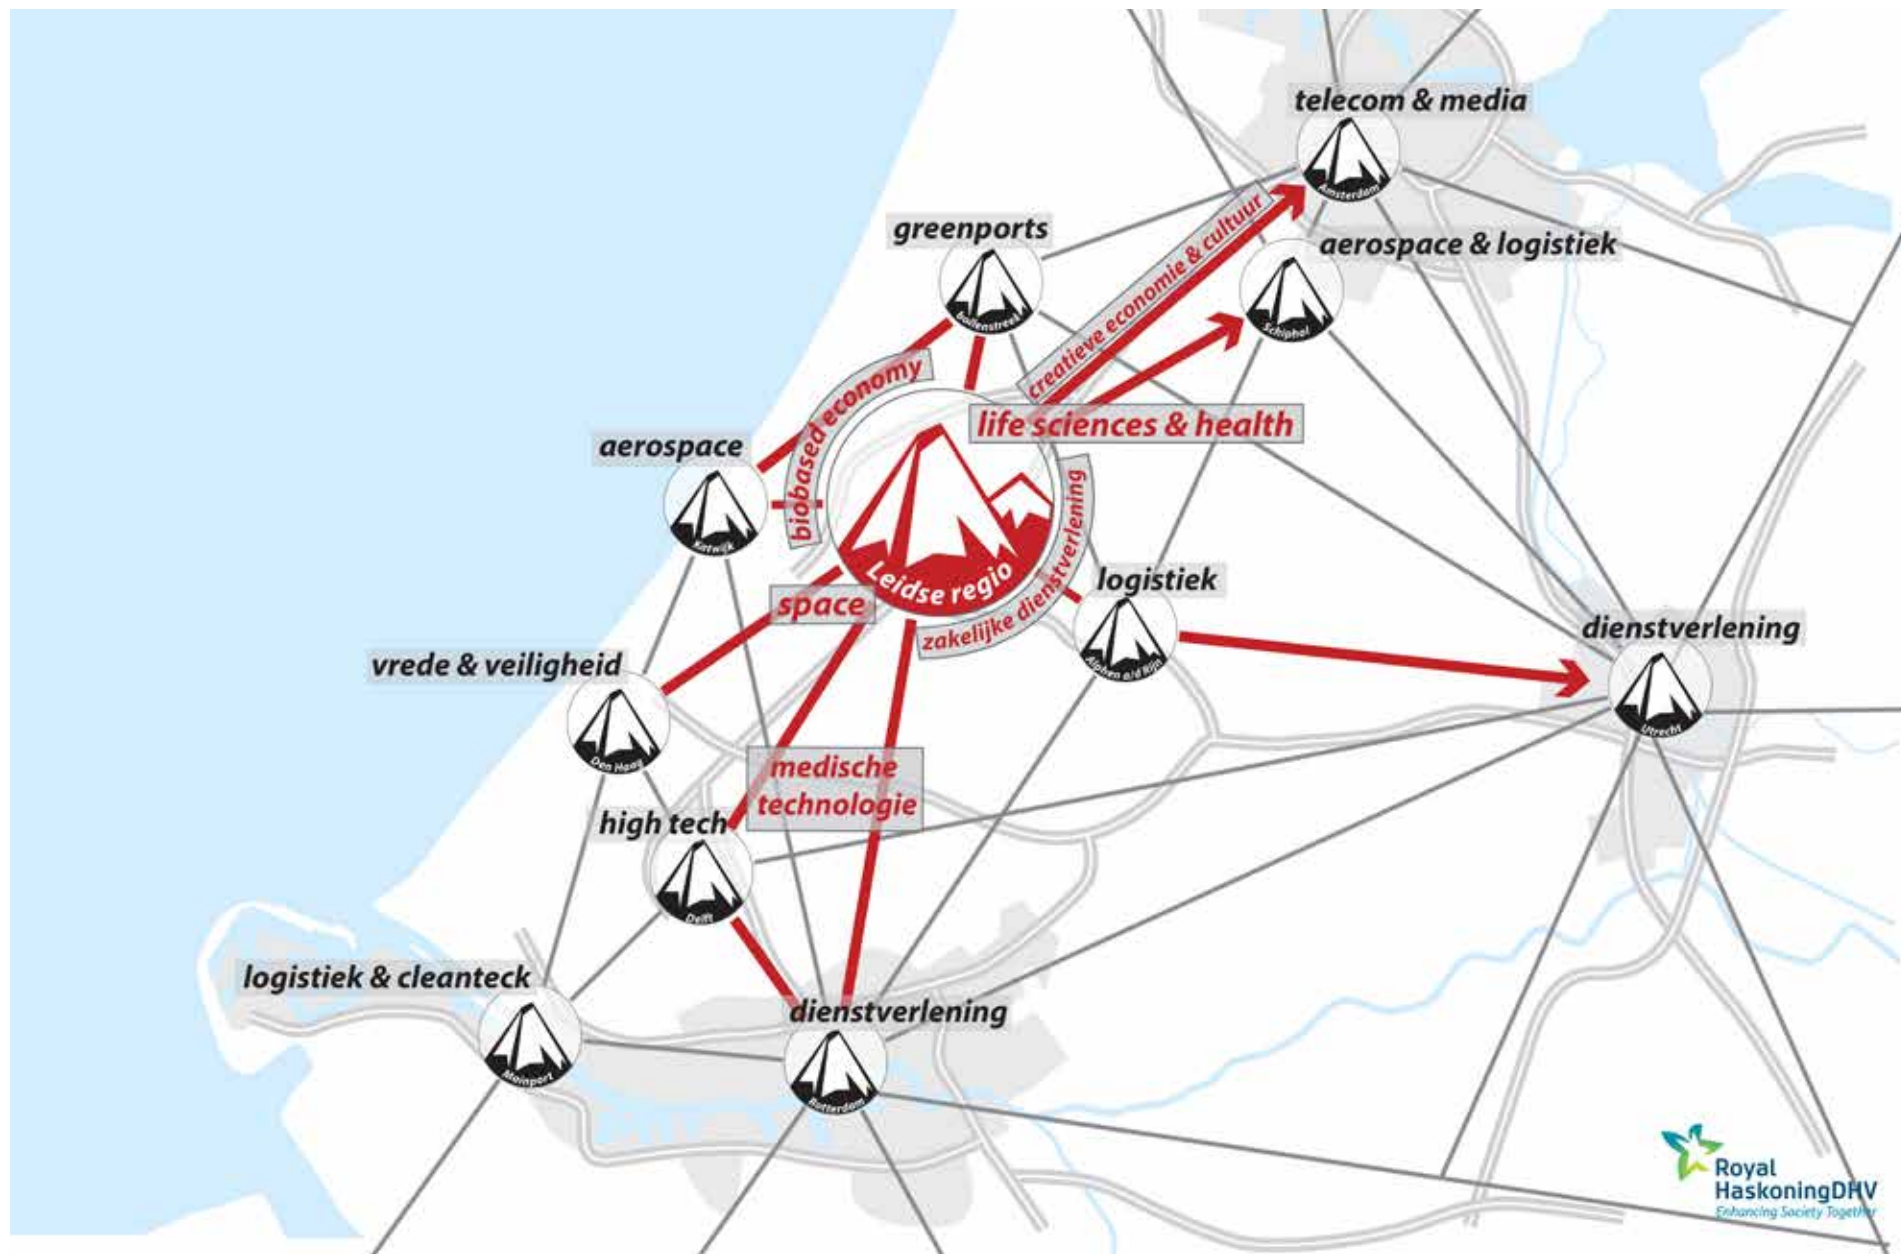 telecom & media
Amsterdam
greenports
bollenstreek
aerospace & logistiek
Schiphol
creatieve economie & cultuur
biobased economy
life sciences & health
aerospace
Katwijk
Leidse regio
zakelijke dienstverlening
space
logistiek
Alphen a/d Rijn
dienstverlening
Utrecht
vrede & veiligheid
Den Haag
medische
technologie
high tech
Delft
logistiek & cleanteck
Mainport
dienstverlening
Rotterdam
Royal
HaskoningDHV
Enhancing Society Together